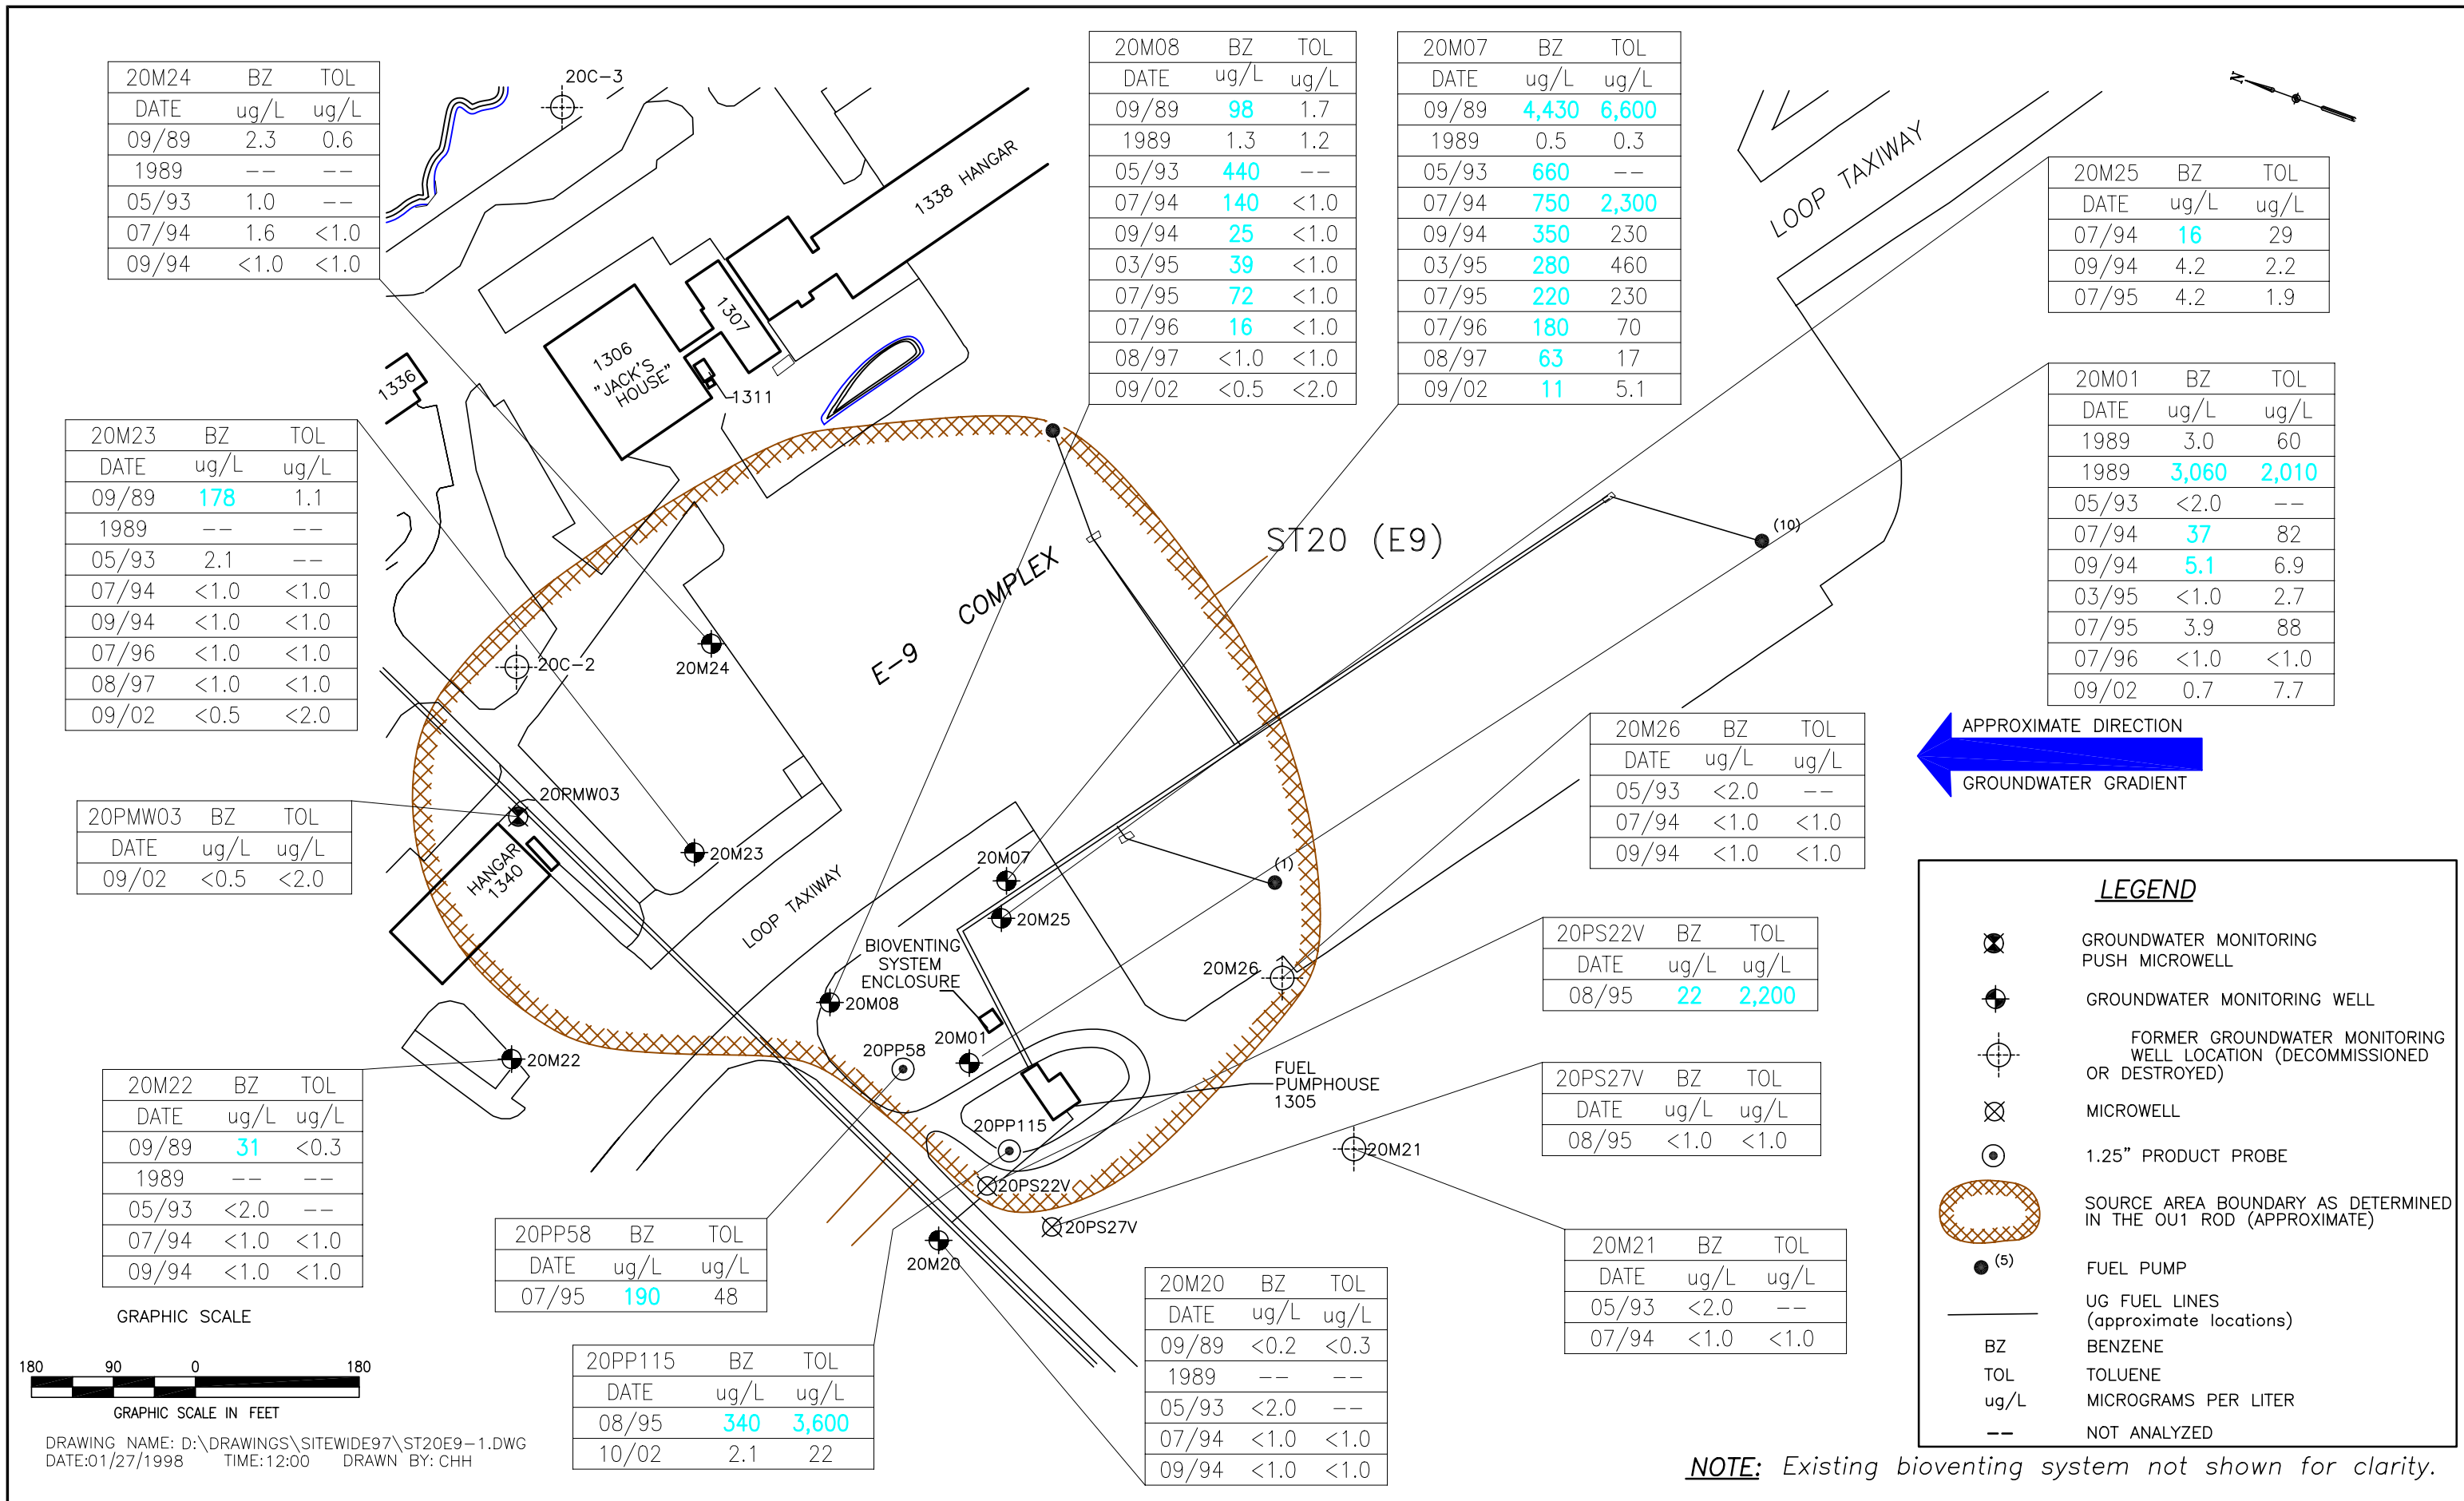 20M24 BZ TOL
DATE ug/L ug/L
09/89 2.3 0.6
1989 -- --
05/93 1.0 --
07/94 1.6 <1.0
09/94 <1.0 <1.0
20C-3
20M08 BZ TOL
DATE ug/L ug/L
09/89 98 1.7
1989 1.3 1.2
05/93 440 --
07/94 140 <1.0
09/94 25 <1.0
03/95 39 <1.0
07/95 72 <1.0
07/96 16 <1.0
08/97 <1.0 <1.0
09/02 <0.5 <2.0
20M07 BZ TOL
DATE ug/L ug/L
09/89 4,430 6,600
1989 0.5 0.3
05/93 660 --
07/94 750 2,300
09/94 350 230
03/95 280 460
07/95 220 230
07/96 180 70
08/97 63 17
09/02 11 5.1
N
LOOP TAXIWAY
20M25 BZ TOL
DATE ug/L ug/L
07/94 16 29
09/94 4.2 2.2
07/95 4.2 1.9
1338 HANGAR
1307
1306
"JACK'S
HOUSE"
1311
1336
20M01 BZ TOL
DATE ug/L ug/L
1989 3.0 60
1989 3,060 2,010
05/93 <2.0 --
07/94 37 82
09/94 5.1 6.9
03/95 <1.0 2.7
07/95 3.9 88
07/96 <1.0 <1.0
09/02 0.7 7.7
20M23 BZ TOL
DATE ug/L ug/L
09/89 178 1.1
1989 -- --
05/93 2.1 --
07/94 <1.0 <1.0
09/94 <1.0 <1.0
07/96 <1.0 <1.0
08/97 <1.0 <1.0
09/02 <0.5 <2.0
ST20 (E9)
(10)
E-9 COMPLEX
20C-2
20M24
APPROXIMATE DIRECTION
GROUNDWATER GRADIENT
20M26 BZ TOL
DATE ug/L ug/L
05/93 <2.0 --
07/94 <1.0 <1.0
09/94 <1.0 <1.0
20PMW03
20PMW03 BZ TOL
DATE ug/L ug/L
09/02 <0.5 <2.0
HANGAR
1340
20M23
LOOP TAXIWAY
20M07
(1)
20M25
BIOVENTING
SYSTEM
ENCLOSURE
20M26
20M08
20M01
20PP58
FUEL
PUMPHOUSE
1305
20PP115
20PS22V
20PS27V
20M20
20M21
20M22
20PS22V BZ TOL
DATE ug/L ug/L
08/95 22 2,200
20PS27V BZ TOL
DATE ug/L ug/L
08/95 <1.0 <1.0
20M22 BZ TOL
DATE ug/L ug/L
09/89 31 <0.3
1989 -- --
05/93 <2.0 --
07/94 <1.0 <1.0
09/94 <1.0 <1.0
20PP58 BZ TOL
DATE ug/L ug/L
07/95 190 48
20PP115 BZ TOL
DATE ug/L ug/L
08/95 340 3,600
10/02 2.1 22
20M20 BZ TOL
DATE ug/L ug/L
09/89 <0.2 <0.3
1989 -- --
05/93 <2.0 --
07/94 <1.0 <1.0
09/94 <1.0 <1.0
20M21 BZ TOL
DATE ug/L ug/L
05/93 <2.0 --
07/94 <1.0 <1.0
LEGEND
GROUNDWATER MONITORING
PUSH MICROWELL
GROUNDWATER MONITORING WELL
FORMER GROUNDWATER MONITORING
WELL LOCATION (DECOMMISSIONED
OR DESTROYED)
MICROWELL
1.25" PRODUCT PROBE
SOURCE AREA BOUNDARY AS DETERMINED
IN THE OU1 ROD (APPROXIMATE)
(5) FUEL PUMP
UG FUEL LINES
(approximate locations)
BZ BENZENE
TOL TOLUENE
ug/L MICROGRAMS PER LITER
-- NOT ANALYZED
GRAPHIC SCALE
180 90 0 180
GRAPHIC SCALE IN FEET
DRAWING NAME: D:\DRAWINGS\SITEWIDE97\ST20E9-1.DWG
DATE:01/27/1998 TIME:12:00 DRAWN BY: CHH
NOTE: Existing bioventing system not shown for clarity.